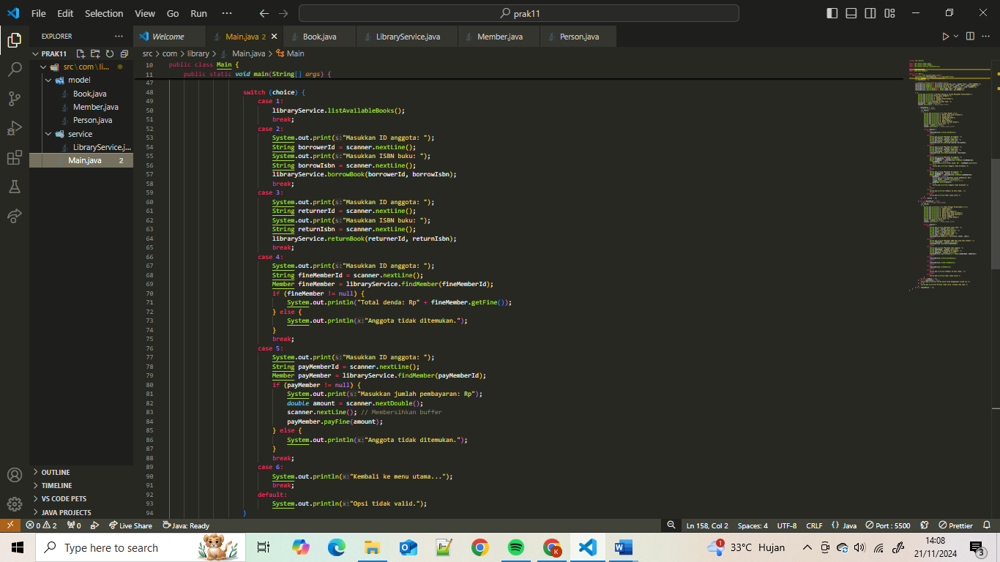 File Edit Selection View Go Run ··· prak11
EXPLORER ···
Welcome Main.java 2 Book.java LibraryService.java Member.java Person.java
PRAK11
src\com\li...
model
Book.java
Member.java
Person.java
service
LibraryService.j...
Main.java 2
src > com > library > Main.java > Main
10 public class Main {
11 public static void main(String[] args) {
47
48 switch (choice) {
49 case 1:
50 libraryService.listAvailableBooks();
51 break;
52 case 2:
53 System.out.print(s:"Masukkan ID anggota: ");
54 String borrowerId = scanner.nextLine();
55 System.out.print(s:"Masukkan ISBN buku: ");
56 String borrowIsbn = scanner.nextLine();
57 libraryService.borrowBook(borrowerId, borrowIsbn);
58 break;
59 case 3:
60 System.out.print(s:"Masukkan ID anggota: ");
61 String returnerId = scanner.nextLine();
62 System.out.print(s:"Masukkan ISBN buku: ");
63 String returnIsbn = scanner.nextLine();
64 libraryService.returnBook(returnerId, returnIsbn);
65 break;
66 case 4:
67 System.out.print(s:"Masukkan ID anggota: ");
68 String fineMemberId = scanner.nextLine();
69 Member fineMember = libraryService.findMember(fineMemberId);
70 if (fineMember != null) {
71 System.out.println("Total denda: Rp" + fineMember.getFine());
72 } else {
73 System.out.println(x:"Anggota tidak ditemukan.");
74 }
75 break;
76 case 5:
77 System.out.print(s:"Masukkan ID anggota: ");
78 String payMemberId = scanner.nextLine();
79 Member payMember = libraryService.findMember(payMemberId);
80 if (payMember != null) {
81 System.out.print(s:"Masukkan jumlah pembayaran: Rp");
82 double amount = scanner.nextDouble();
83 scanner.nextLine(); // Membersihkan buffer
84 payMember.payFine(amount);
85 } else {
86 System.out.println(x:"Anggota tidak ditemukan.");
87 }
88 break;
89 case 6:
90 System.out.println(x:"Kembali ke menu utama...");
91 break;
92 default:
93 System.out.println(x:"Opsi tidak valid.");
94 }
OUTLINE
TIMELINE
VS CODE PETS
JAVA PROJECTS
0 2 0 Live Share Java: Ready Ln 158, Col 2 Spaces: 4 UTF-8 CRLF {} Java Port : 5500 Prettier
Type here to search 1 33°C Hujan 14:08
21/11/2024 3